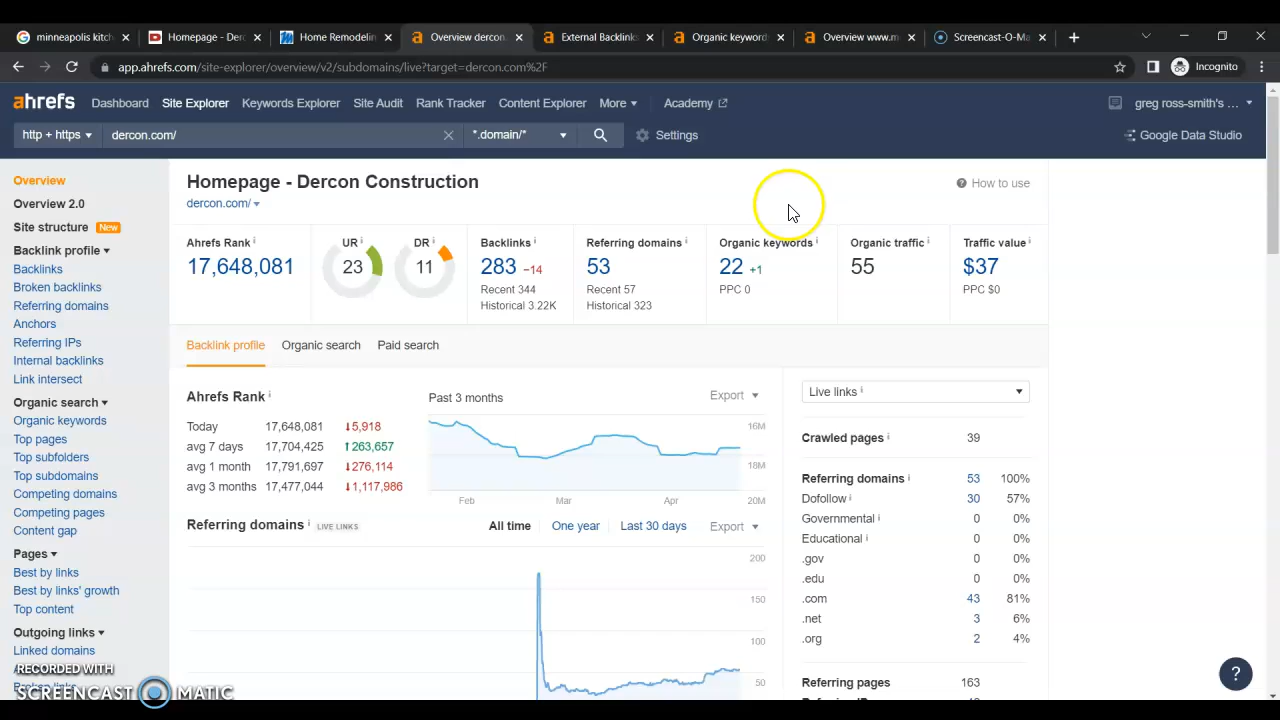 minneapolis kitch
Homepage - Derc
Home Remodelin
Overview dercon.
External Backlink
Organic keyword
Overview www.m
Screencast-O-Ma
app.ahrefs.com/site-explorer/overview/v2/subdomains/live?target=dercon.com%2F
Incognito
ahrefs Dashboard Site Explorer Keywords Explorer Site Audit Rank Tracker Content Explorer More Academy greg ross-smith's ...
http + https dercon.com/ *.domain/* Settings Google Data Studio
Overview
Overview 2.0
Site structure New
Backlink profile
Backlinks
Broken backlinks
Referring domains
Anchors
Referring IPs
Internal backlinks
Link intersect
Organic search
Organic keywords
Top pages
Top subfolders
Top subdomains
Competing domains
Competing pages
Content gap
Pages
Best by links
Best by links' growth
Top content
Outgoing links
Linked domains
RECORDED WITH
SCREENCAST MATIC
Homepage - Dercon Construction
dercon.com/
How to use
Ahrefs Rank
17,648,081
UR
23
DR
11
Backlinks
283 −14
Recent 344
Historical 3.22K
Referring domains
53
Recent 57
Historical 323
Organic keywords
22 +1
PPC 0
Organic traffic
55
Traffic value
$37
PPC $0
Backlink profile Organic search Paid search
Ahrefs Rank
Today 17,648,081 ↓5,918
avg 7 days 17,704,425 ↑263,657
avg 1 month 17,791,697 ↓276,114
avg 3 months 17,477,044 ↓1,117,986
Past 3 months Export
16M
18M
20M
Feb Mar Apr
Referring domains LIVE LINKS All time One year Last 30 days Export
200
150
100
50
Live links
Crawled pages 39
Referring domains 53 100%
Dofollow 30 57%
Governmental 0 0%
Educational 0 0%
.gov 0 0%
.edu 0 0%
.com 43 81%
.net 3 6%
.org 2 4%
Referring pages 163
?